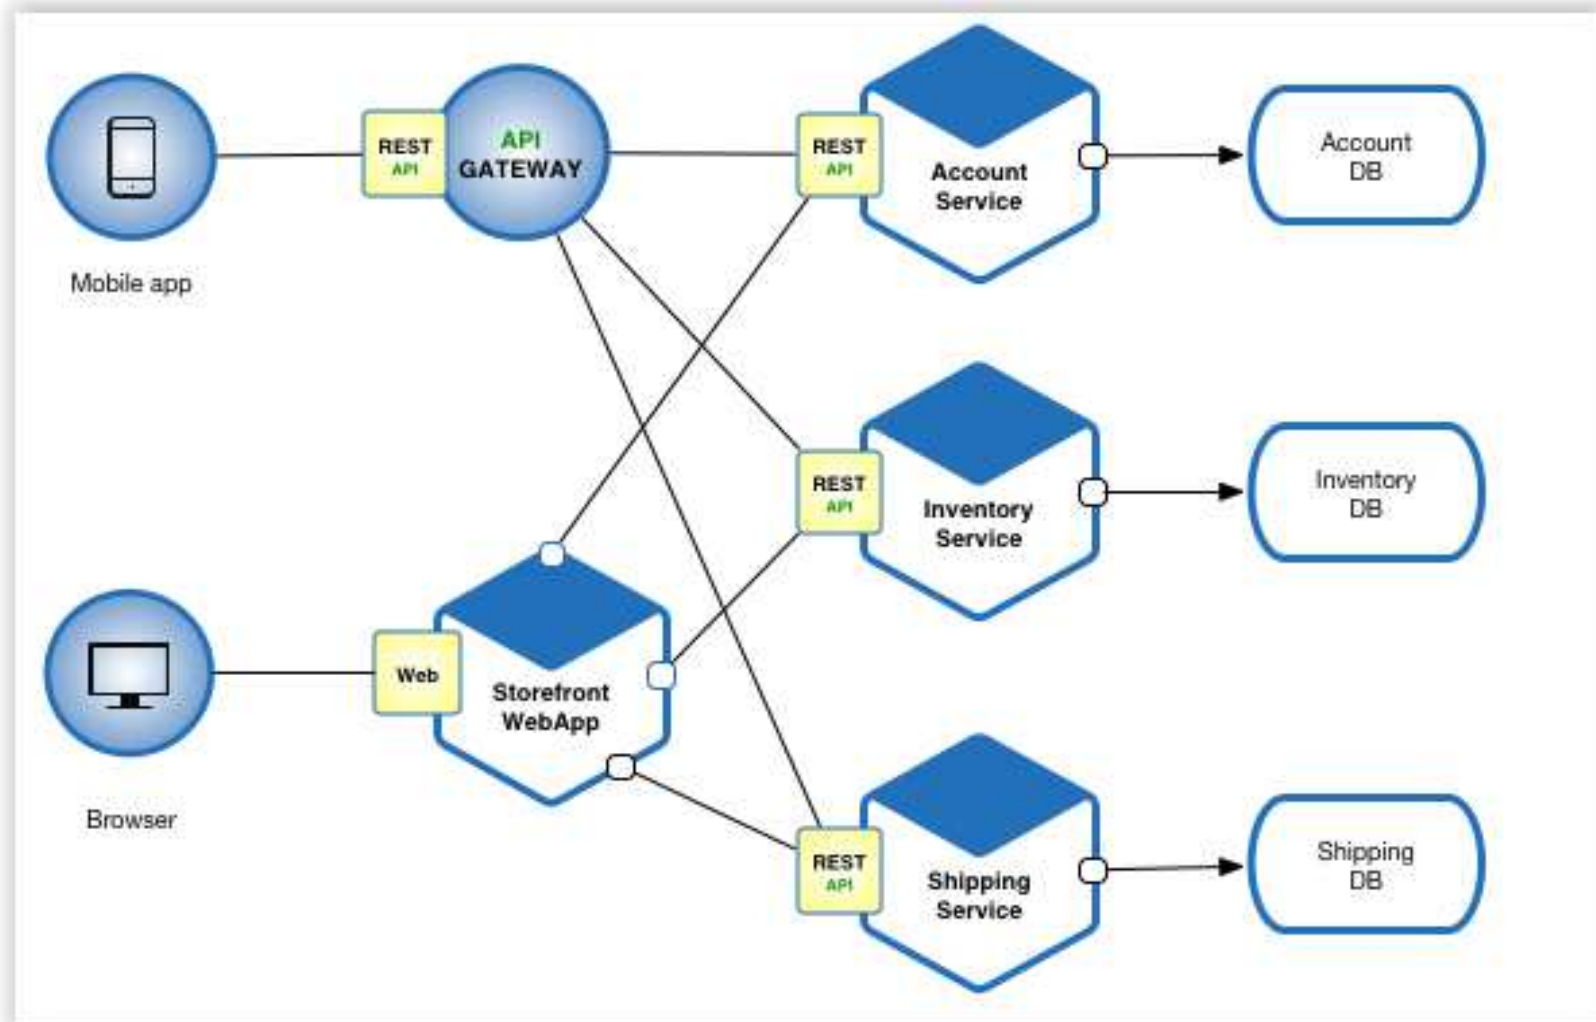 REST
API
API
GATEWAY
REST
API
Account
Service
Account
DB
Mobile app
REST
API
Inventory
Service
Inventory
DB
Web
Storefront
WebApp
Browser
REST
API
Shipping
Service
Shipping
DB